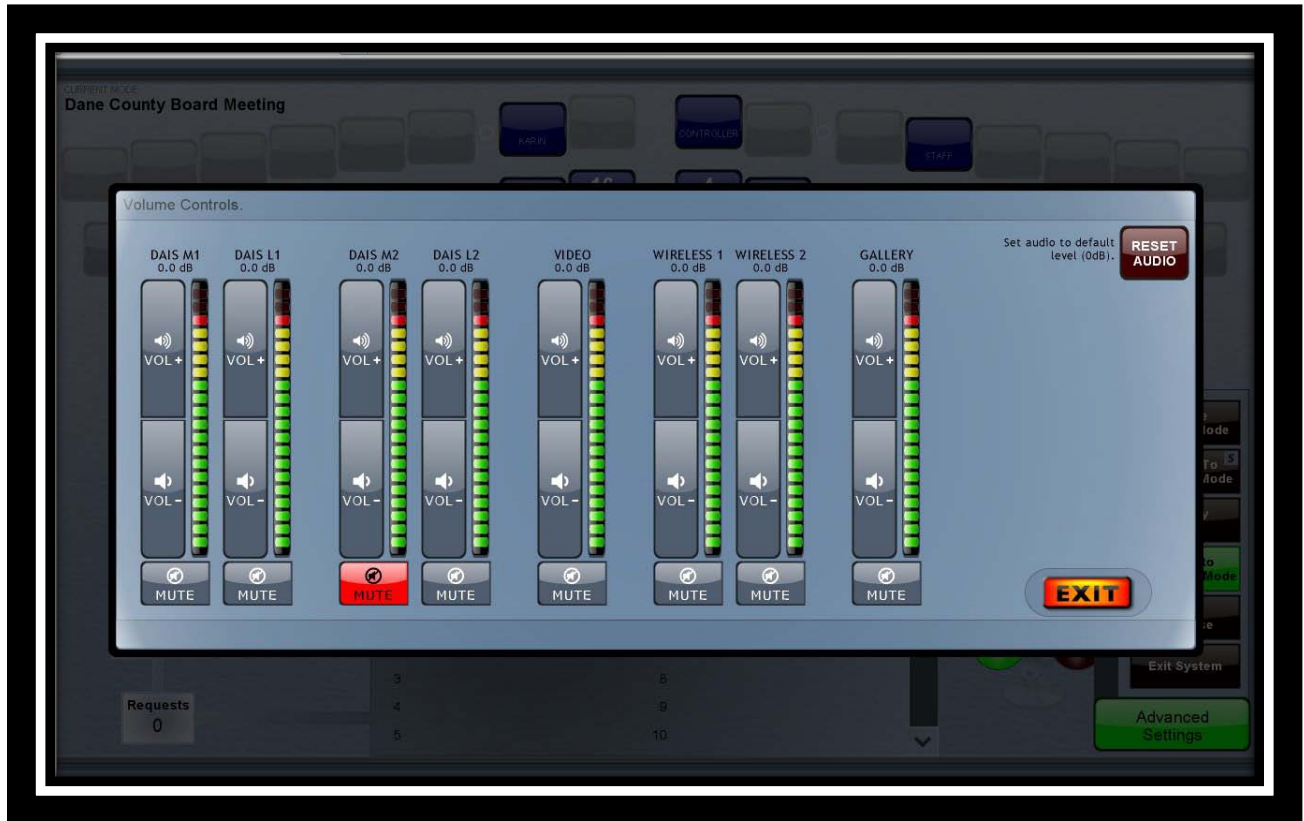 CURRENT MODE
Dane County Board Meeting
KARIN
CONTROLLER
STAFF
Volume Controls.
Set audio to default
level (0dB).
RESET
AUDIO
DAIS M1
0.0 dB
DAIS L1
0.0 dB
DAIS M2
0.0 dB
DAIS L2
0.0 dB
VIDEO
0.0 dB
WIRELESS 1
0.0 dB
WIRELESS 2
0.0 dB
GALLERY
0.0 dB
VOL+
VOL+
VOL+
VOL+
VOL+
VOL+
VOL+
VOL+
VOL-
VOL-
VOL-
VOL-
VOL-
VOL-
VOL-
VOL-
MUTE
MUTE
MUTE
MUTE
MUTE
MUTE
MUTE
MUTE
EXIT
To S
Mode
Mode
Exit System
3 8
Requests
0
4 9
5 10
Advanced
Settings